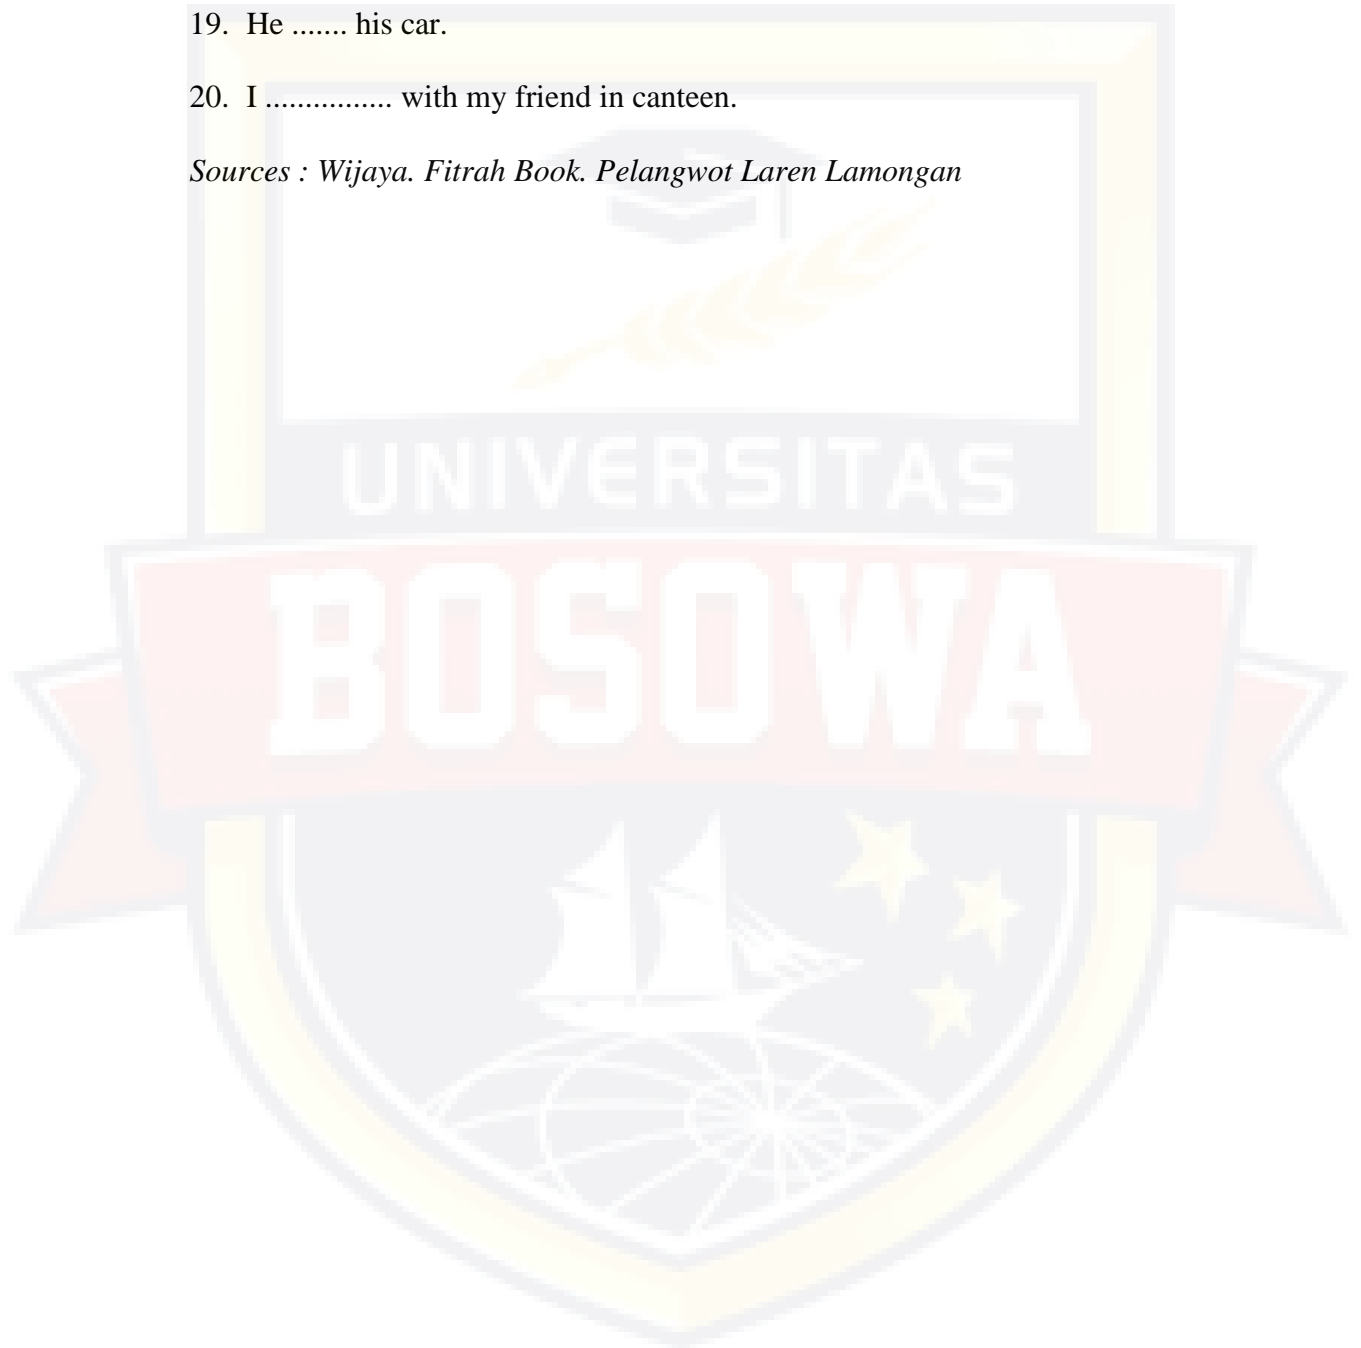 19. He ....... his car.
20. I ................ with my friend in canteen.
Sources : Wijaya. Fitrah Book. Pelangwot Laren Lamongan
UNIVERSITAS
BOSOWA